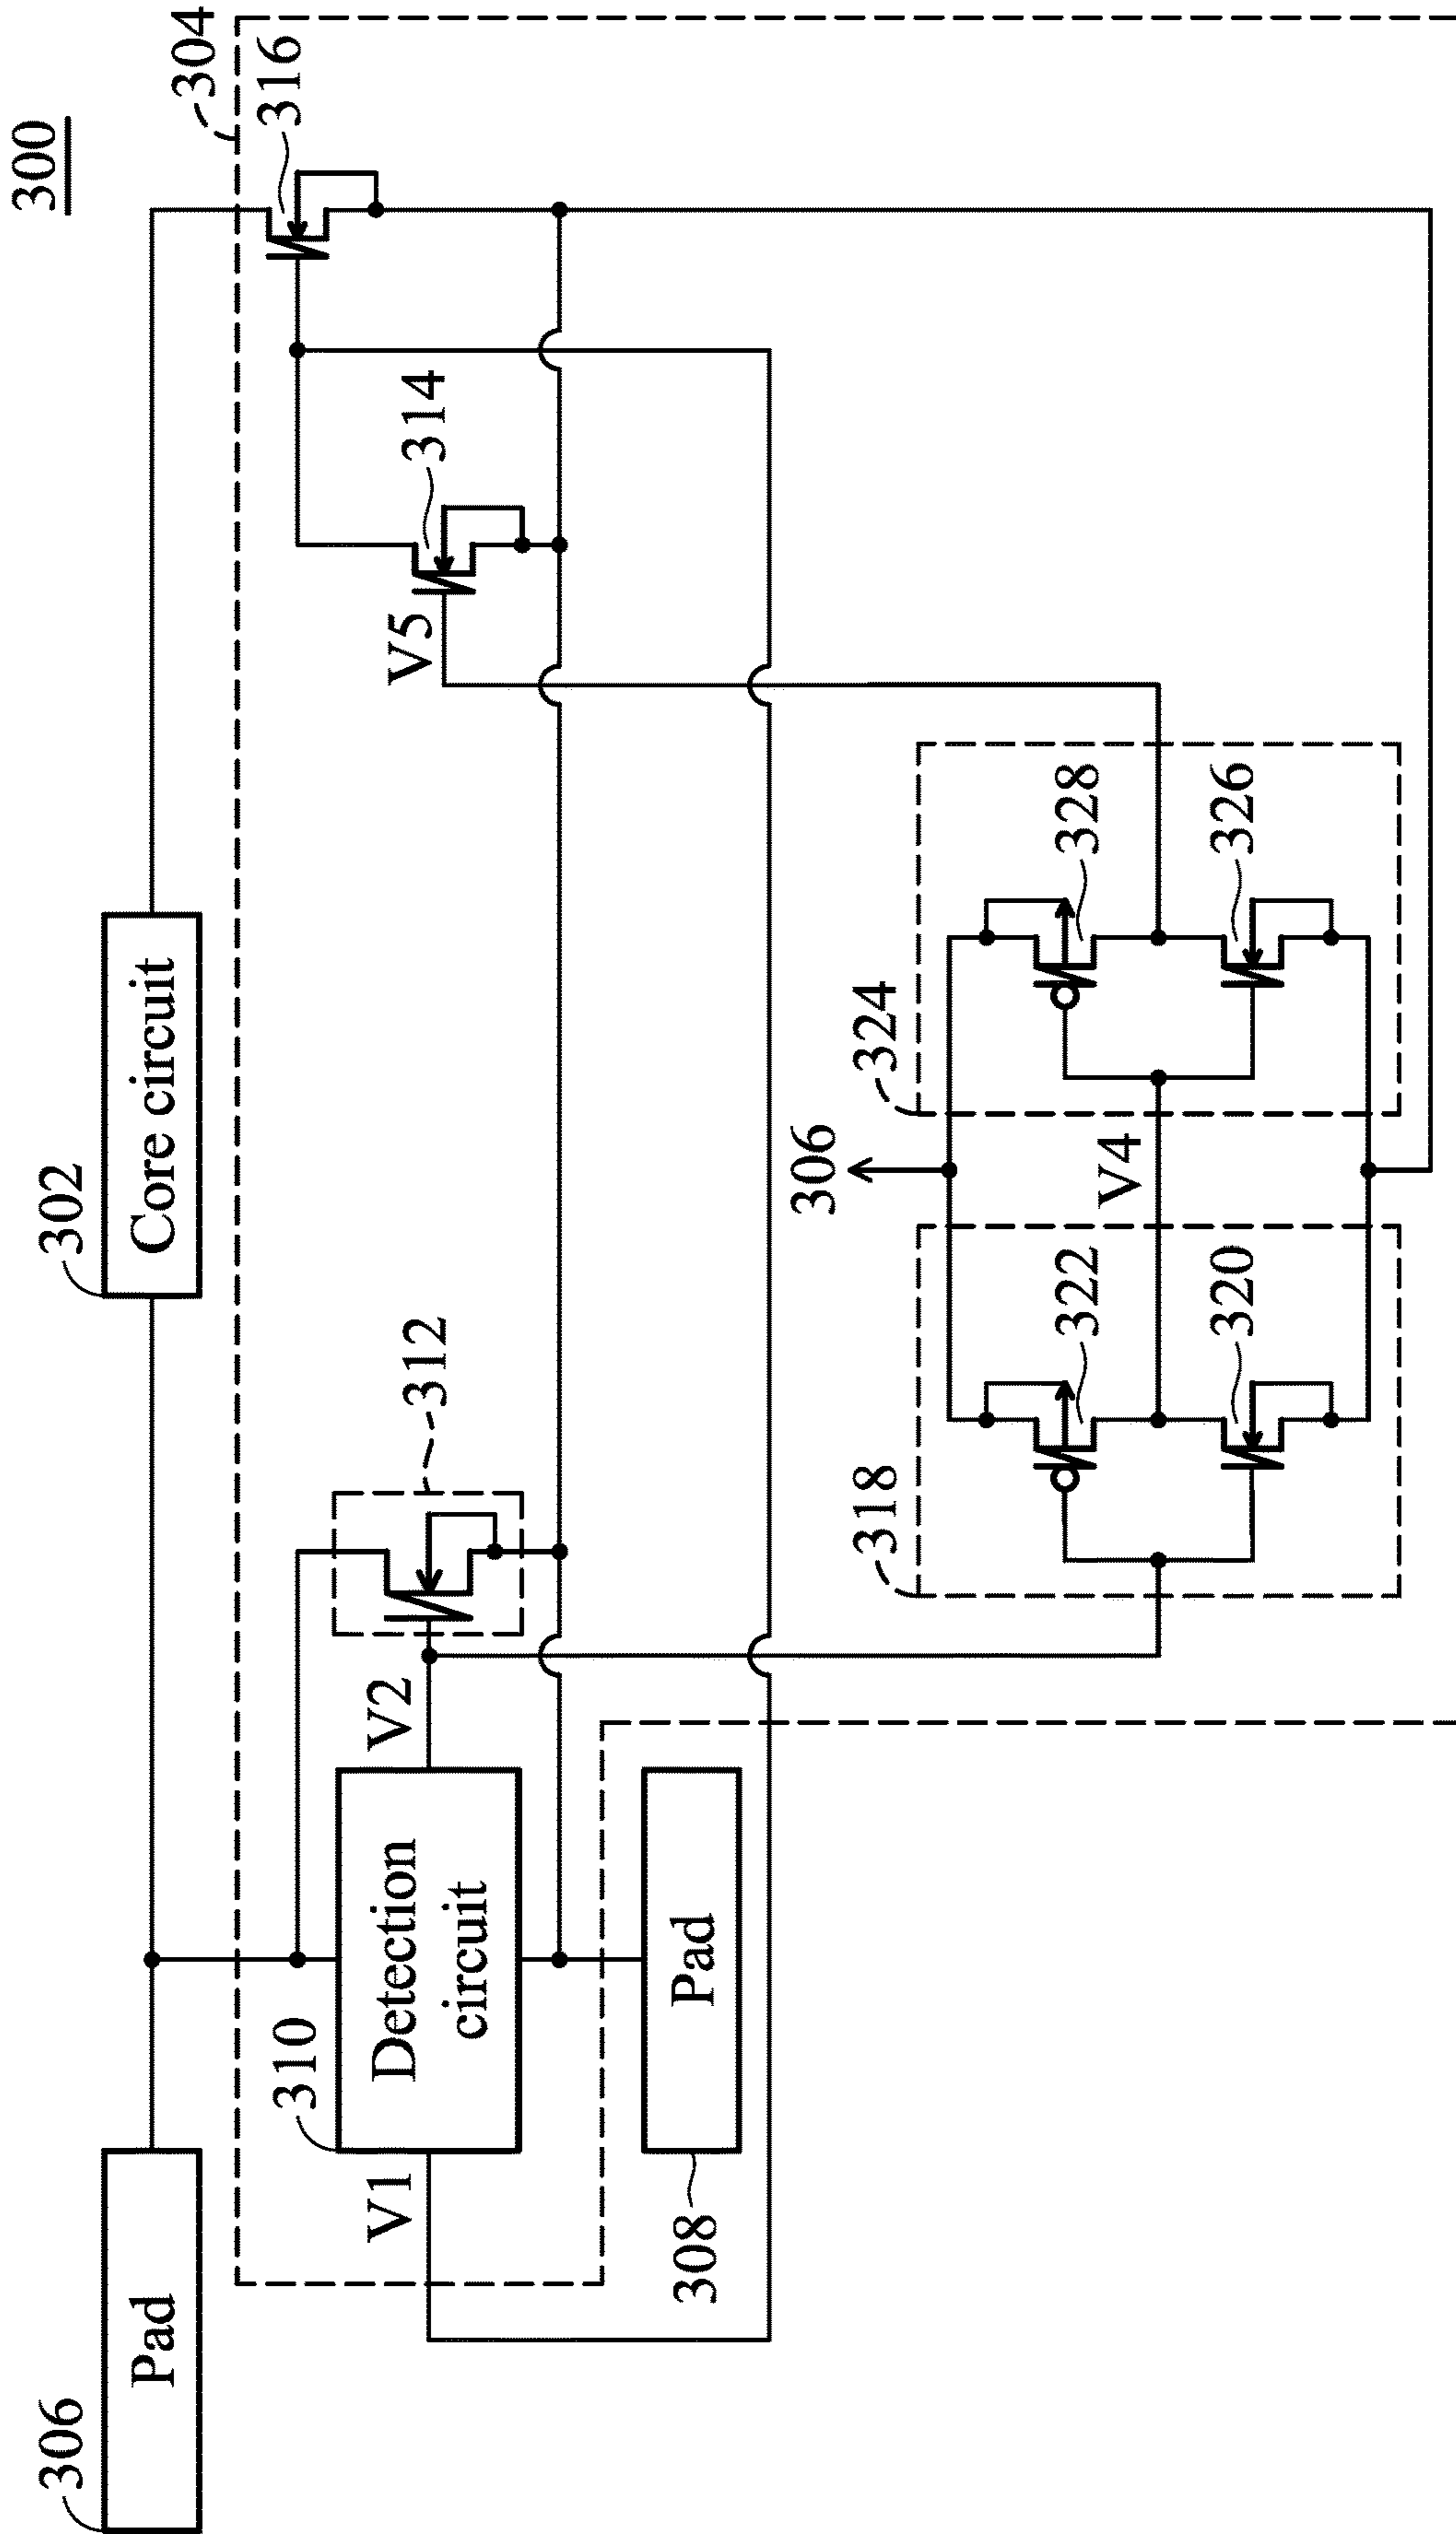 300
302
Core circuit
304
306
Pad
316
310
Detection
circuit
V1
V2
312
314
V5
308
Pad
306
318
322
320
V4
324
328
326